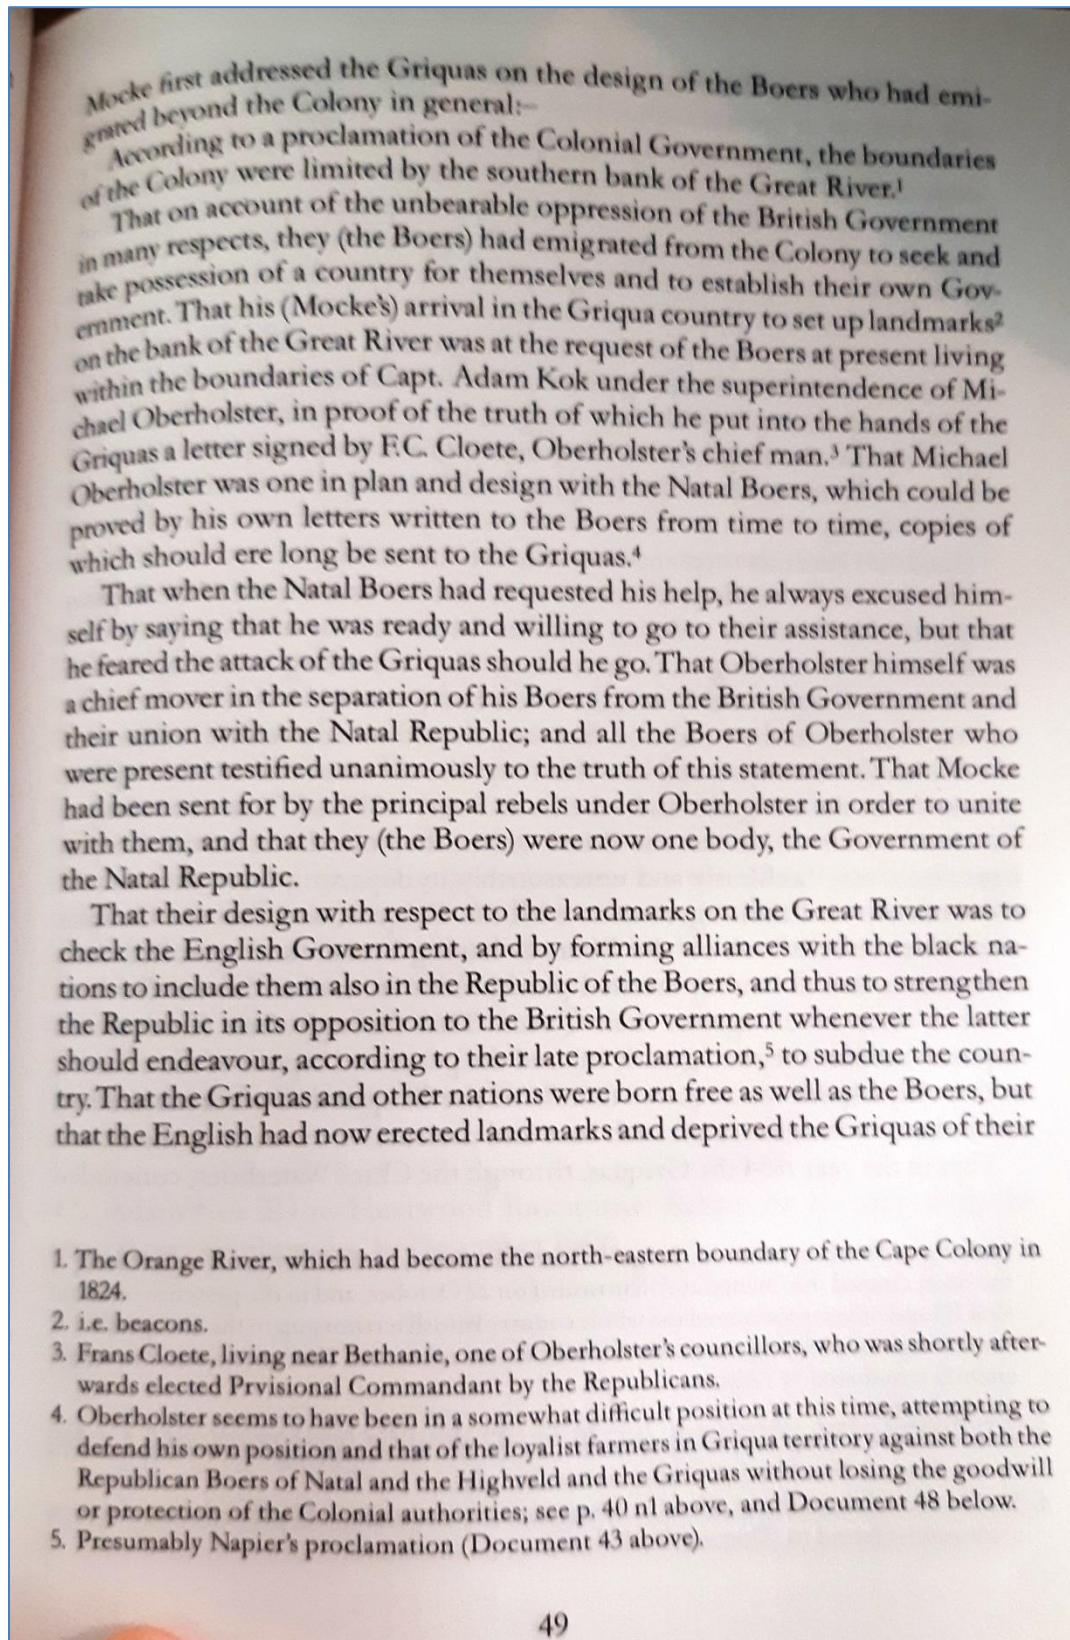 Mocke first addressed the Griquas on the design of the Boers who had emi-
grated beyond the Colony in general:–
According to a proclamation of the Colonial Government, the boundaries
of the Colony were limited by the southern bank of the Great River.¹
That on account of the unbearable oppression of the British Government
in many respects, they (the Boers) had emigrated from the Colony to seek and
take possession of a country for themselves and to establish their own Gov-
ernment. That his (Mocke's) arrival in the Griqua country to set up landmarks²
on the bank of the Great River was at the request of the Boers at present living
within the boundaries of Capt. Adam Kok under the superintendence of Mi-
chael Oberholster, in proof of the truth of which he put into the hands of the
Griquas a letter signed by F.C. Cloete, Oberholster's chief man.³ That Michael
Oberholster was one in plan and design with the Natal Boers, which could be
proved by his own letters written to the Boers from time to time, copies of
which should ere long be sent to the Griquas.⁴
That when the Natal Boers had requested his help, he always excused him-
self by saying that he was ready and willing to go to their assistance, but that
he feared the attack of the Griquas should he go. That Oberholster himself was
a chief mover in the separation of his Boers from the British Government and
their union with the Natal Republic; and all the Boers of Oberholster who
were present testified unanimously to the truth of this statement. That Mocke
had been sent for by the principal rebels under Oberholster in order to unite
with them, and that they (the Boers) were now one body, the Government of
the Natal Republic.
That their design with respect to the landmarks on the Great River was to
check the English Government, and by forming alliances with the black na-
tions to include them also in the Republic of the Boers, and thus to strengthen
the Republic in its opposition to the British Government whenever the latter
should endeavour, according to their late proclamation,⁵ to subdue the coun-
try. That the Griquas and other nations were born free as well as the Boers, but
that the English had now erected landmarks and deprived the Griquas of their
1. The Orange River, which had become the north-eastern boundary of the Cape Colony in
1824.
2. i.e. beacons.
3. Frans Cloete, living near Bethanie, one of Oberholster's councillors, who was shortly after-
wards elected Prvisional Commandant by the Republicans.
4. Oberholster seems to have been in a somewhat difficult position at this time, attempting to
defend his own position and that of the loyalist farmers in Griqua territory against both the
Republican Boers of Natal and the Highveld and the Griquas without losing the goodwill
or protection of the Colonial authorities; see p. 40 n1 above, and Document 48 below.
5. Presumably Napier's proclamation (Document 43 above).
49